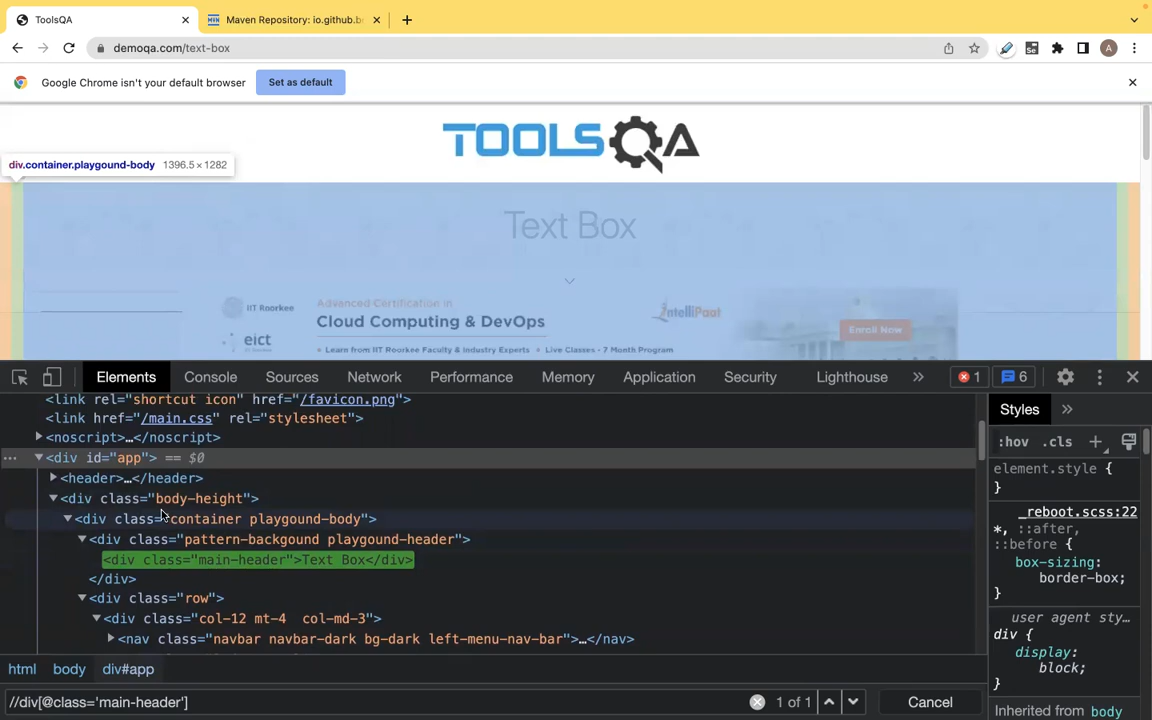 ToolsQA
Maven Repository: io.github.b
demoqa.com/text-box
A
Google Chrome isn't your default browser
Set as default
TOOLSQA
div.container.playgound-body 1396.5 × 1282
Text Box
IIT Roorkee
Advanced Certification in
Cloud Computing & DevOps
IntelliPaat
eict
Enroll Now
• Learn from IIT Roorkee Faculty & Industry Experts • Live Classes - 7 Month Program
Elements Console Sources Network Performance Memory Application Security Lighthouse » 1 6
<link rel="shortcut icon" href="/favicon.png">
<link href="/main.css" rel="stylesheet">
<noscript>…</noscript>
<div id="app"> == $0
<header>…</header>
<div class="body-height">
<div class="container playgound-body">
<div class="pattern-backgound playgound-header">
<div class="main-header">Text Box</div>
</div>
<div class="row">
<div class="col-12 mt-4  col-md-3">
<nav class="navbar navbar-dark bg-dark left-menu-nav-bar">…</nav>
html body div#app
//div[@class='main-header']
1 of 1
Cancel
Styles »
:hov .cls +
element.style {
}
_reboot.scss:22
*, ::after,
::before {
box-sizing:
border-box;
}
user agent sty…
div {
display:
block;
}
Inherited from body